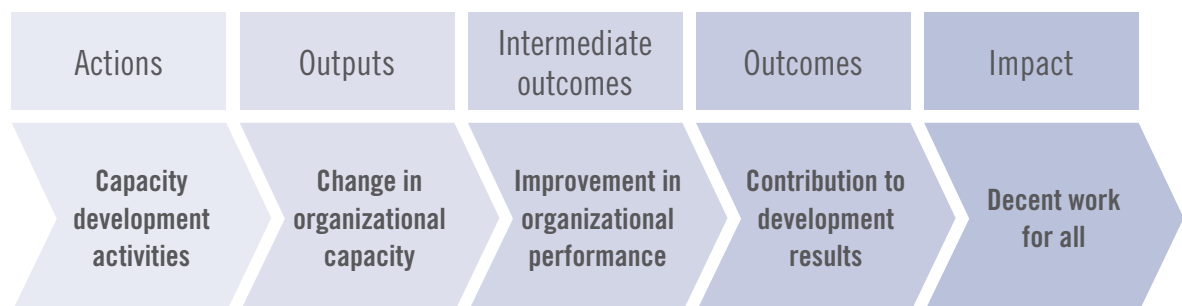 Actions
Outputs
Intermediate
outcomes
Outcomes
Impact
Capacity
development
activities
Change in
organizational
capacity
Improvement in
organizational
performance
Contribution to
development
results
Decent work
for all